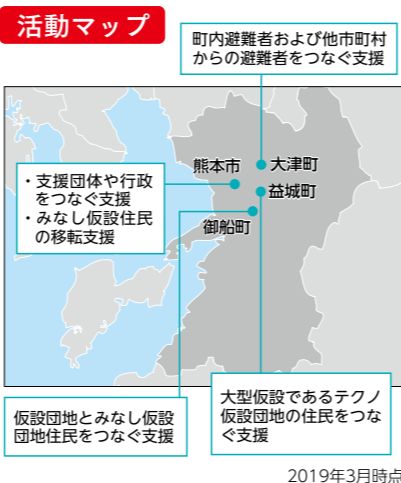 活動マップ
町内避難者および他市町村
からの避難者をつなぐ支援
熊本市
大津町
益城町
御船町
・支援団体や行政
をつなぐ支援
・みなし仮設住民
の移転支援
仮設団地とみなし仮設
団地住民をつなぐ支援
大型仮設であるテクノ
仮設団地の住民をつな
ぐ支援
2019年3月時点